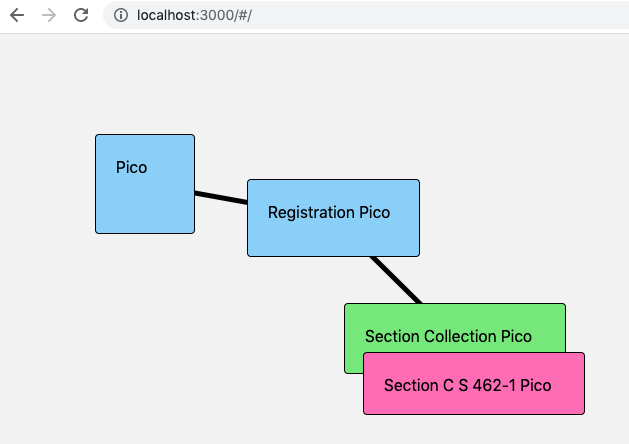 localhost:3000/#/
Pico
Registration Pico
Section Collection Pico
Section C S 462-1 Pico